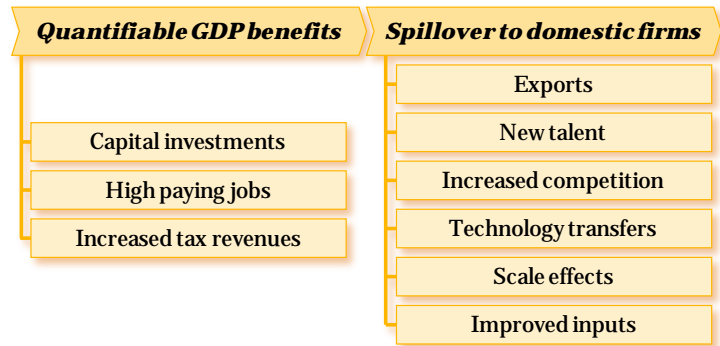 Quantifiable GDP benefits
Capital investments
High paying jobs
Increased tax revenues
Spillover to domestic firms
Exports
New talent
Increased competition
Technology transfers
Scale effects
Improved inputs